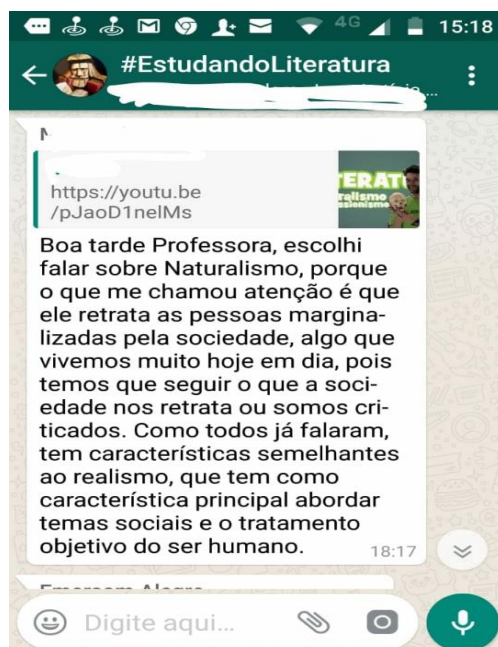 4G 15:18
#EstudandoLiteratura
https://youtu.be
/pJaoD1nelMs
ERATU
Boa tarde Professora, escolhi
falar sobre Naturalismo, porque
o que me chamou atenção é que
ele retrata as pessoas margina-
lizadas pela sociedade, algo que
vivemos muito hoje em dia, pois
temos que seguir o que a soci-
edade nos retrata ou somos cri-
ticados. Como todos já falaram,
tem características semelhantes
ao realismo, que tem como
característica principal abordar
temas sociais e o tratamento
objetivo do ser humano.
18:17
Digite aqui...